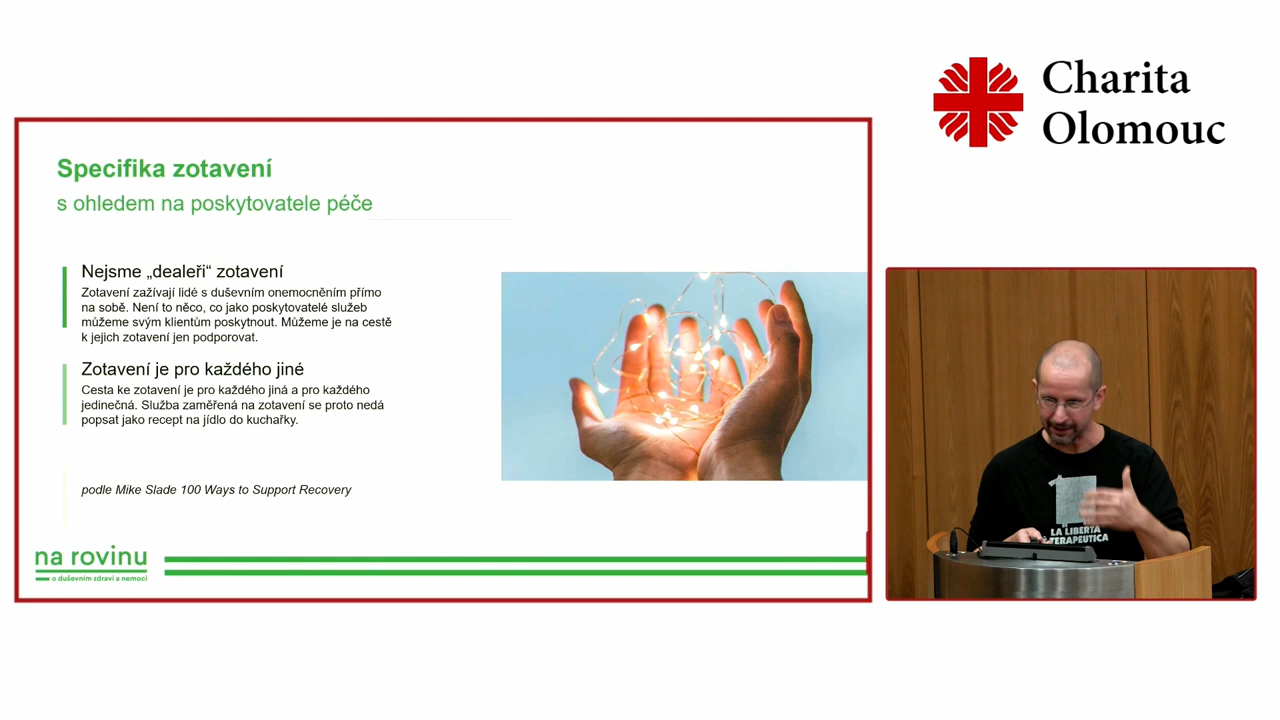 Charita
Olomouc
Specifika zotavení
s ohledem na poskytovatele péče
Nejsme „dealeři“ zotavení
Zotavení zažívají lidé s duševním onemocněním přímo
na sobě. Není to něco, co jako poskytovatelé služeb
můžeme svým klientům poskytnout. Můžeme je na cestě
k jejich zotavení jen podporovat.
Zotavení je pro každého jiné
Cesta ke zotavení je pro každého jiná a pro každého
jedinečná. Služba zaměřená na zotavení se proto nedá
popsat jako recept na jídlo do kuchařky.
podle Mike Slade 100 Ways to Support Recovery
na rovinu
o duševním zdraví a nemoci
LA LIBERTÀ
TERAPEUTICA